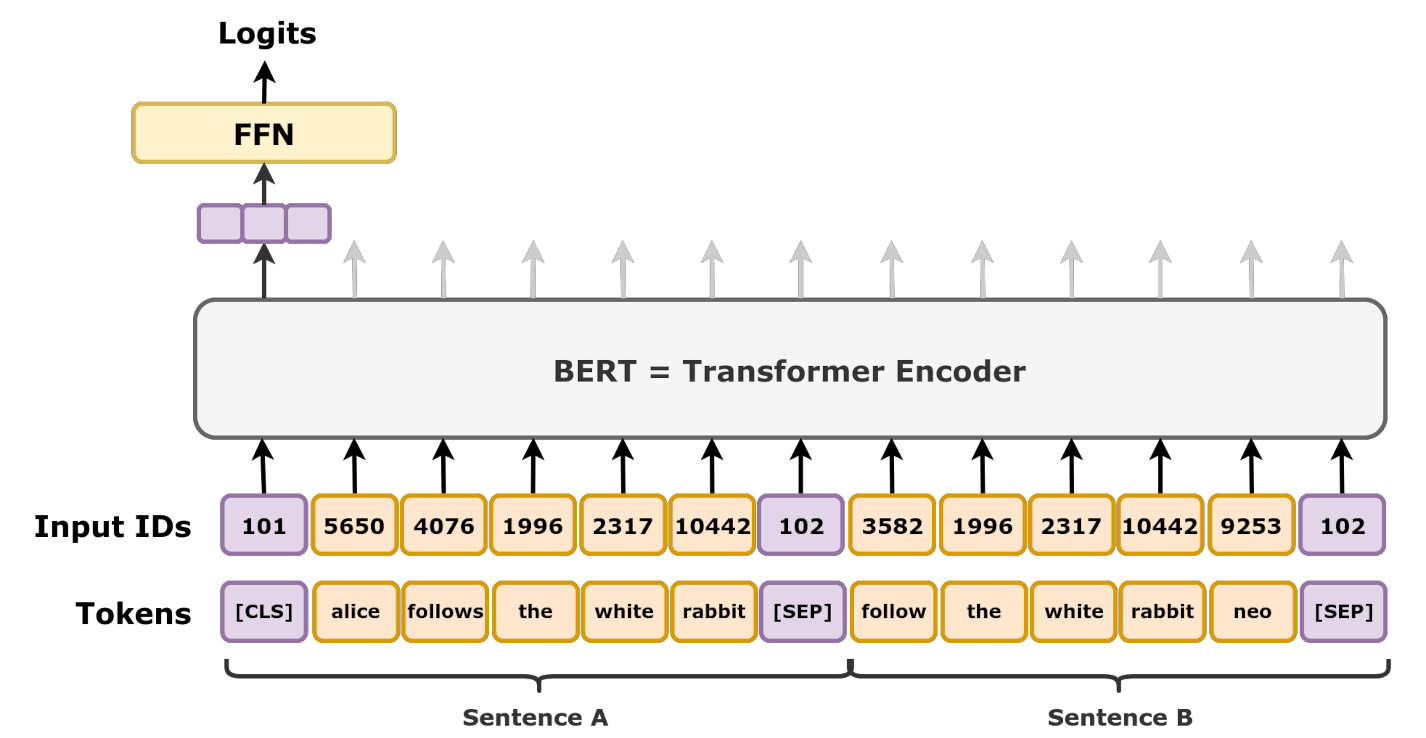 Logits
FFN
BERT = Transformer Encoder
Input IDs 101 5650 4076 1996 2317 10442 102 3582 1996 2317 10442 9253 102
Tokens [CLS] alice follows the white rabbit [SEP] follow the white rabbit neo [SEP]
Sentence A Sentence B